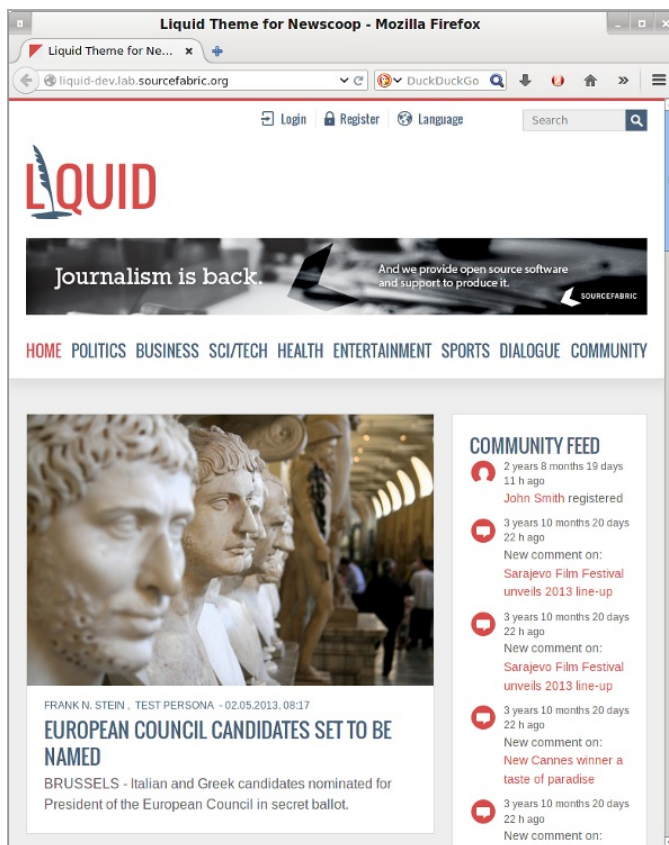 Liquid Theme for Newscoop - Mozilla Firefox
Liquid Theme for Ne...
liquid-dev.lab.sourcefabric.org
DuckDuckGo
Login Register Language Search
LIQUID
Journalism is back.
And we provide open source software
and support to produce it.
SOURCEFABRIC
HOME POLITICS BUSINESS SCI/TECH HEALTH ENTERTAINMENT SPORTS DIALOGUE COMMUNITY
FRANK N. STEIN , TEST PERSONA - 02.05.2013, 08:17
EUROPEAN COUNCIL CANDIDATES SET TO BE
NAMED
BRUSSELS - Italian and Greek candidates nominated for
President of the European Council in secret ballot.
COMMUNITY FEED
2 years 8 months 19 days
11 h ago
John Smith registered
3 years 10 months 20 days
22 h ago
New comment on:
Sarajevo Film Festival
unveils 2013 line-up
3 years 10 months 20 days
22 h ago
New comment on:
Sarajevo Film Festival
unveils 2013 line-up
3 years 10 months 20 days
22 h ago
New comment on:
New Cannes winner a
taste of paradise
3 years 10 months 20 days
22 h ago
New comment on: